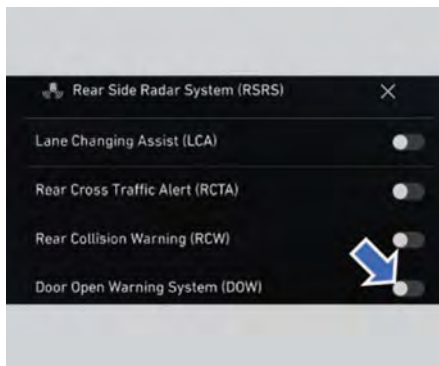 Rear Side Radar System (RSRS)
Lane Changing Assist (LCA)
Rear Cross Traffic Alert (RCTA)
Rear Collision Warning (RCW)
Door Open Warning System (DOW)